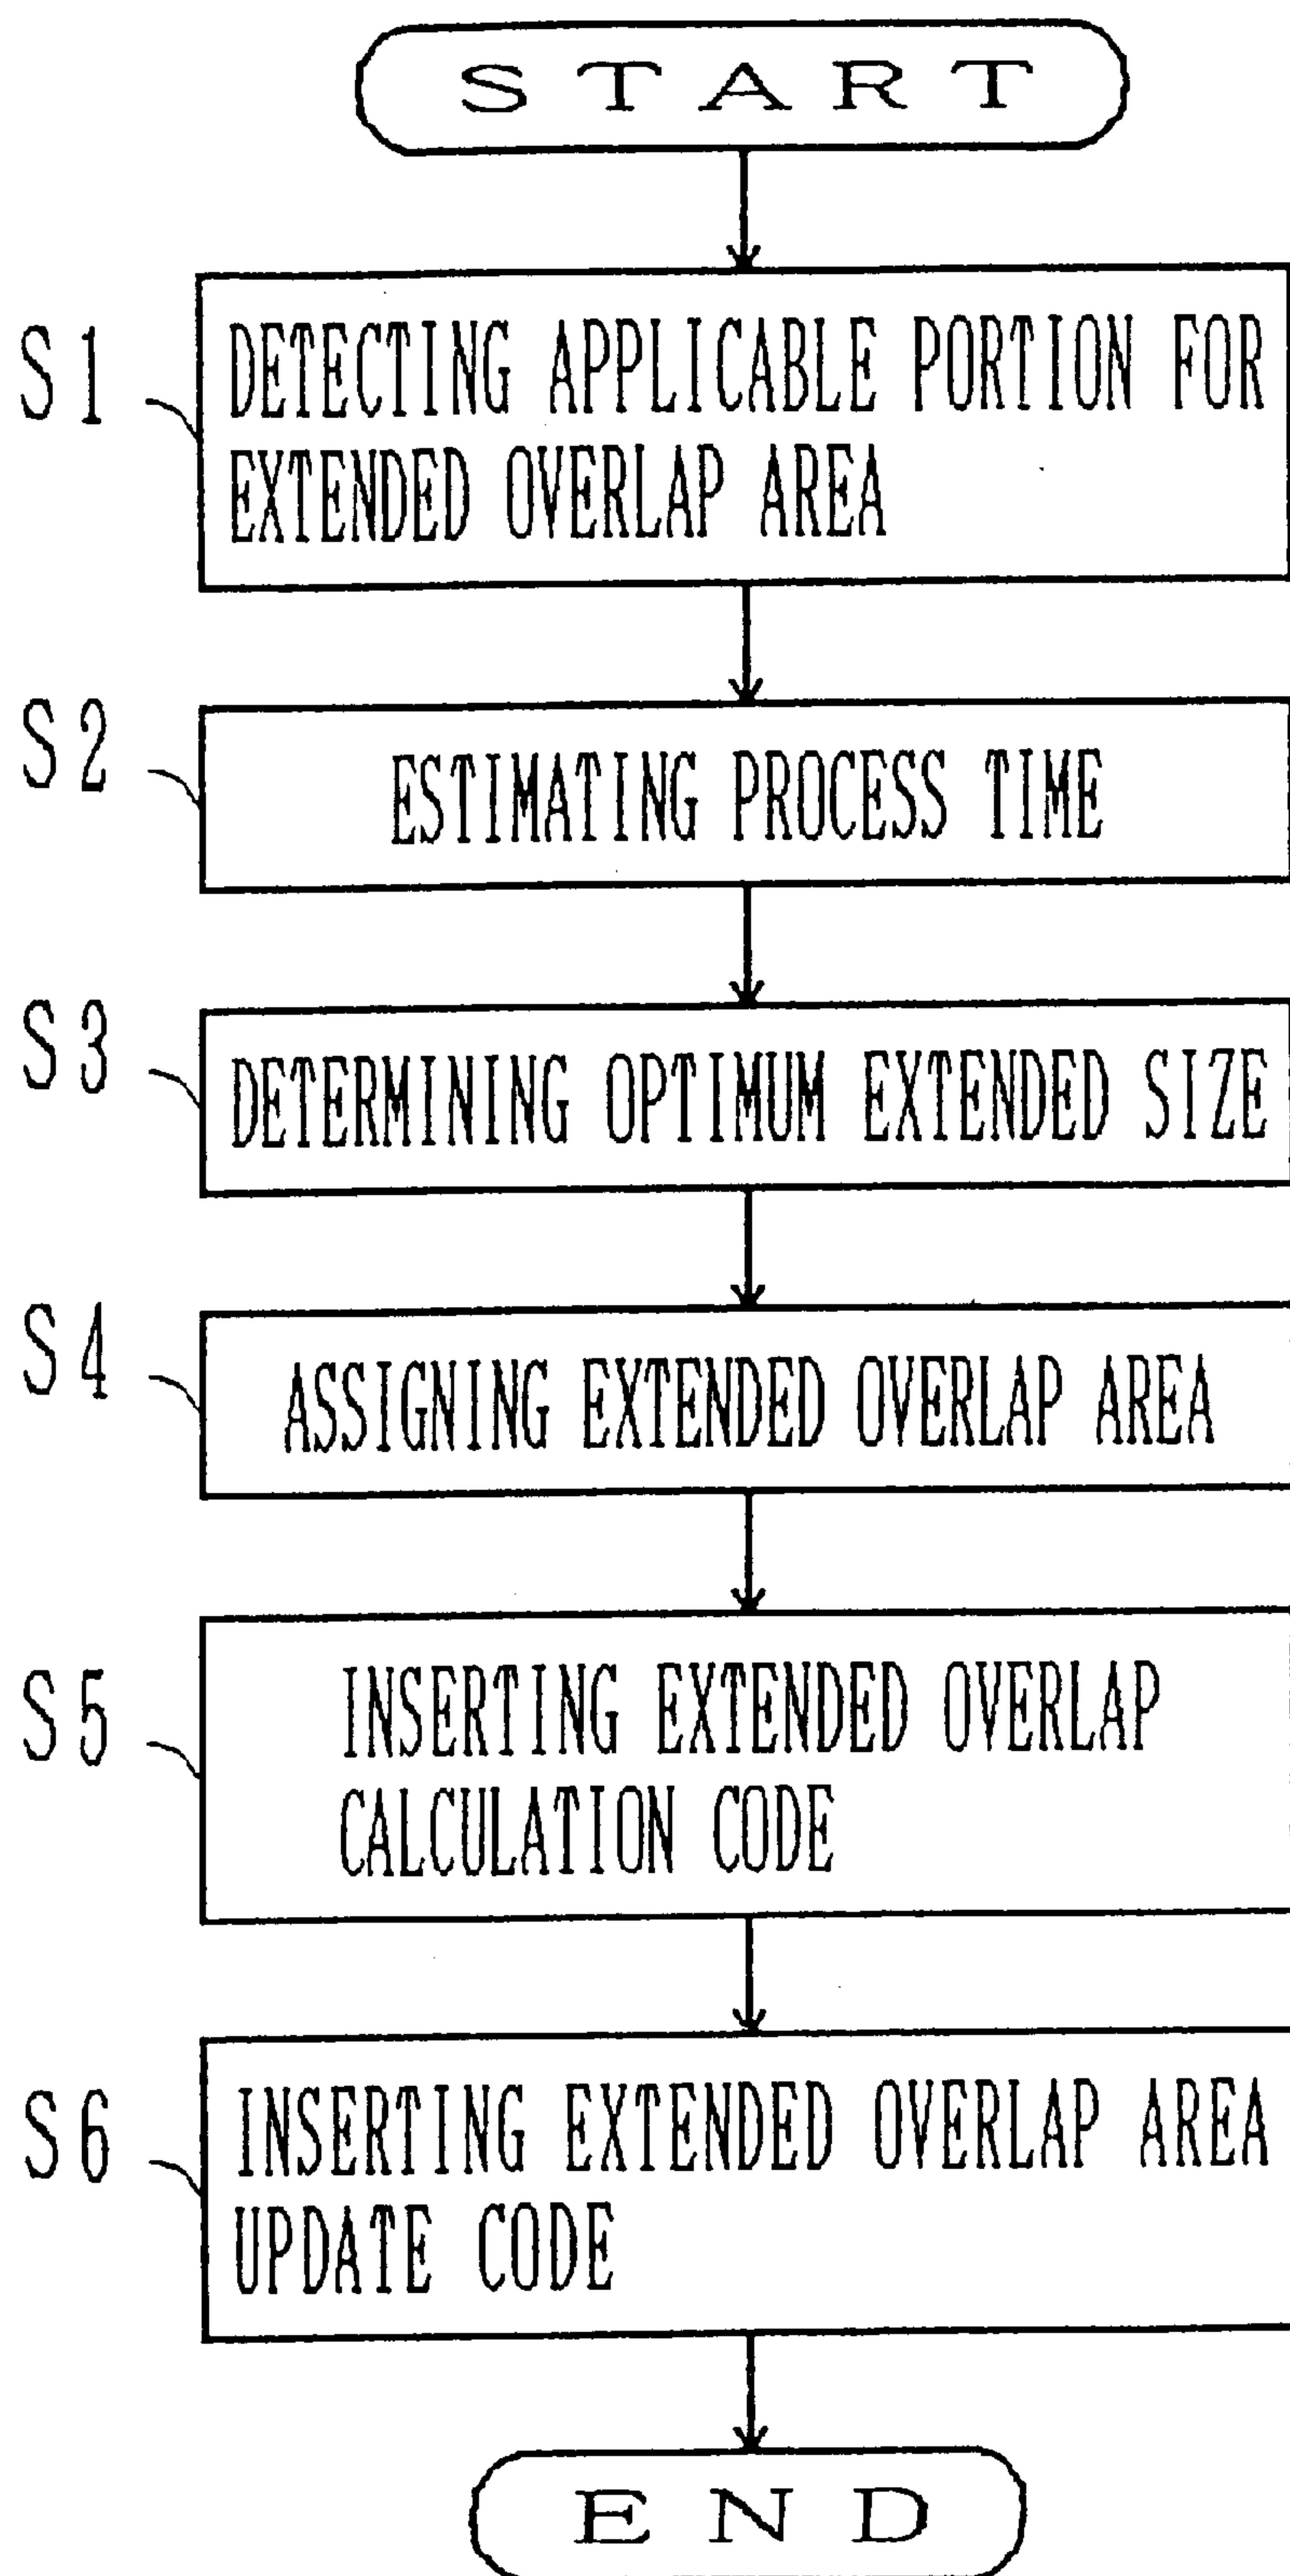 START
S1
DETECTING APPLICABLE PORTION FOR
EXTENDED OVERLAP AREA
S2
ESTIMATING PROCESS TIME
S3
DETERMINING OPTIMUM EXTENDED SIZE
S4
ASSIGNING EXTENDED OVERLAP AREA
S5
INSERTING EXTENDED OVERLAP
CALCULATION CODE
S6
INSERTING EXTENDED OVERLAP AREA
UPDATE CODE
END